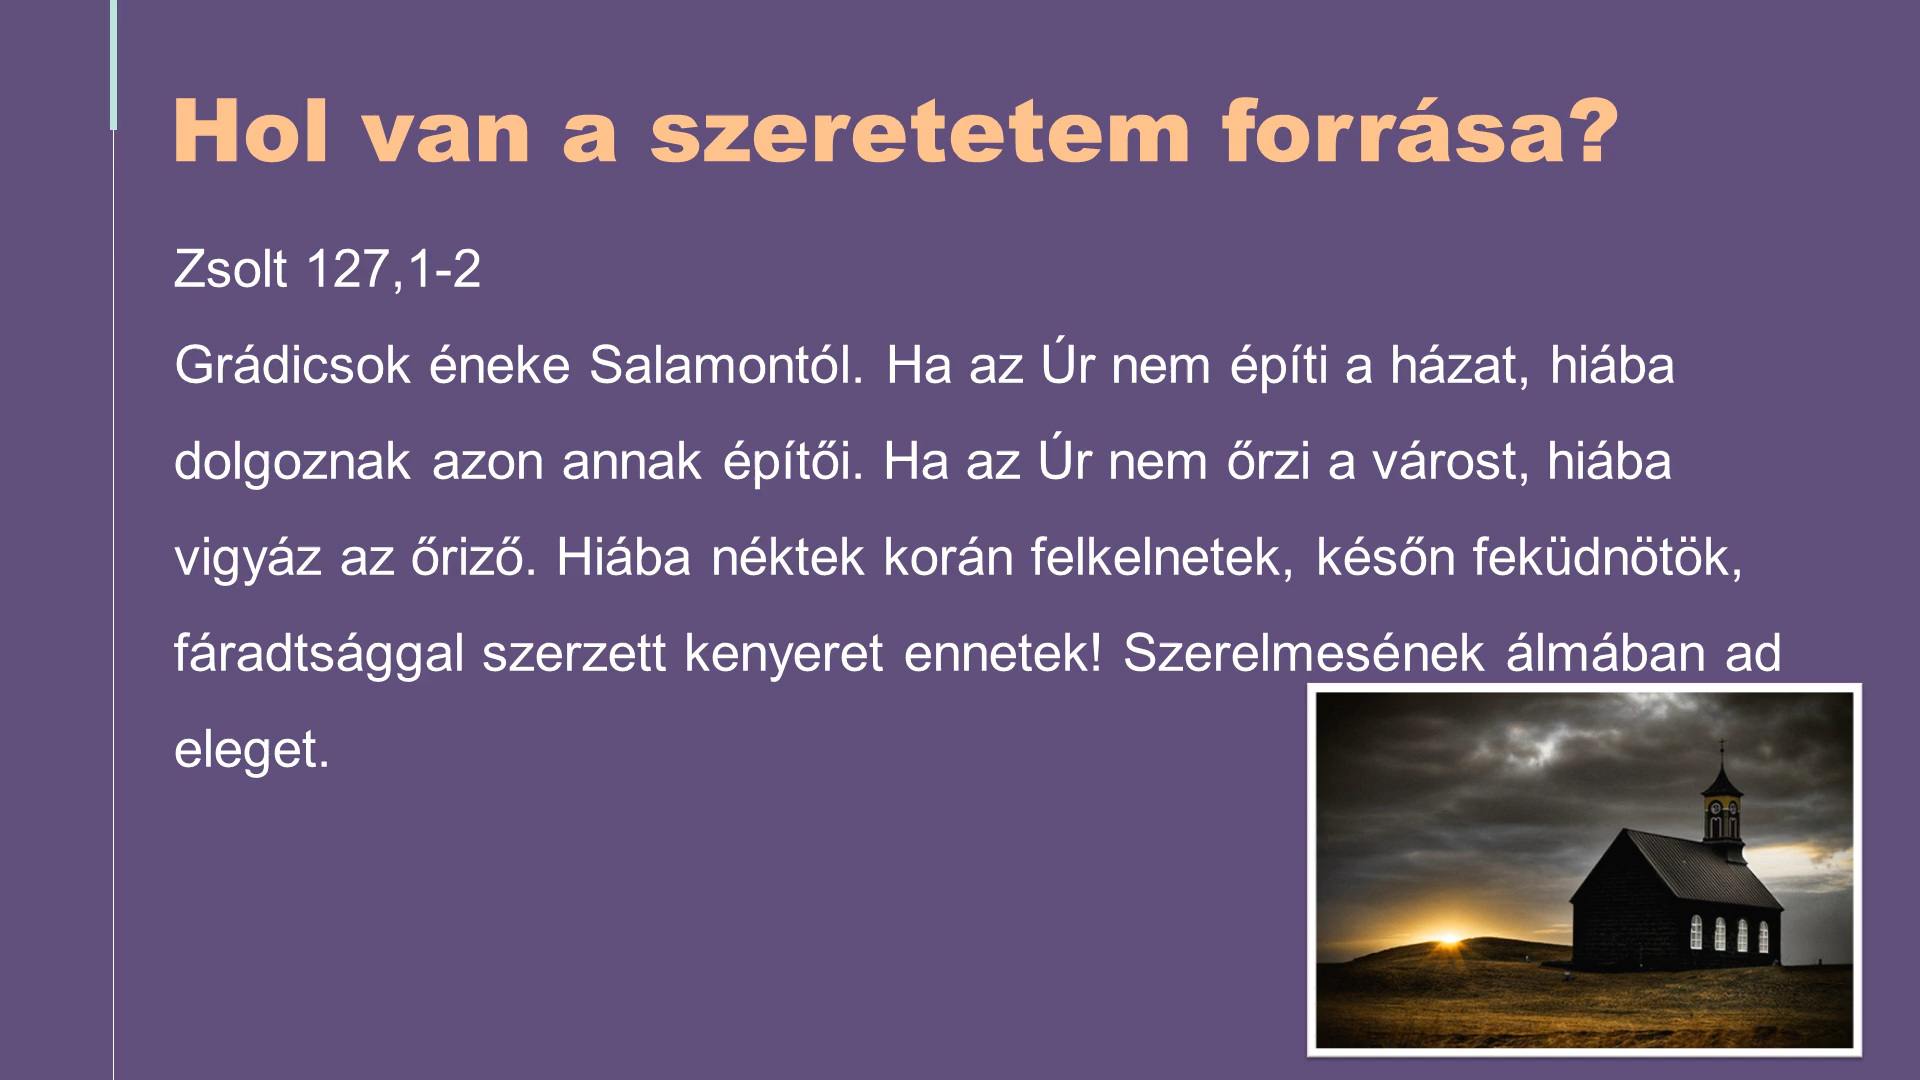 Hol van a szeretetem forrása?
Zsolt 127,1-2
Grádicsok éneke Salamontól. Ha az Úr nem építi a házat, hiába
dolgoznak azon annak építői. Ha az Úr nem őrzi a várost, hiába
vigyáz az őriző. Hiába néktek korán felkelnetek, későn feküdnötök,
fáradtsággal szerzett kenyeret ennetek! Szerelmesének álmában ad
eleget.